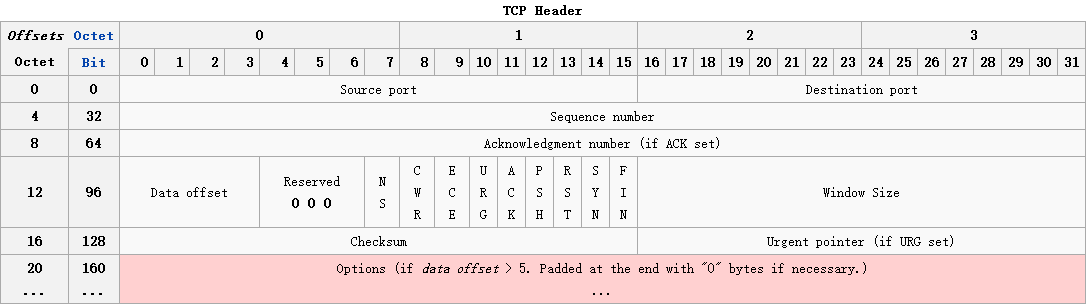 TCP Header
Offsets Octet 0 1 2 3
Octet Bit 0 1 2 3 4 5 6 7 8 9 10 11 12 13 14 15 16 17 18 19 20 21 22 23 24 25 26 27 28 29 30 31
0 0 Source port Destination port
4 32 Sequence number
8 64 Acknowledgment number (if ACK set)
12 96 Data offset Reserved 0 0 0 NS CWR ECE URG ACK PSH RST SYN FIN Window Size
16 128 Checksum Urgent pointer (if URG set)
20 160 Options (if data offset > 5. Padded at the end with "0" bytes if necessary.)
... ... ...